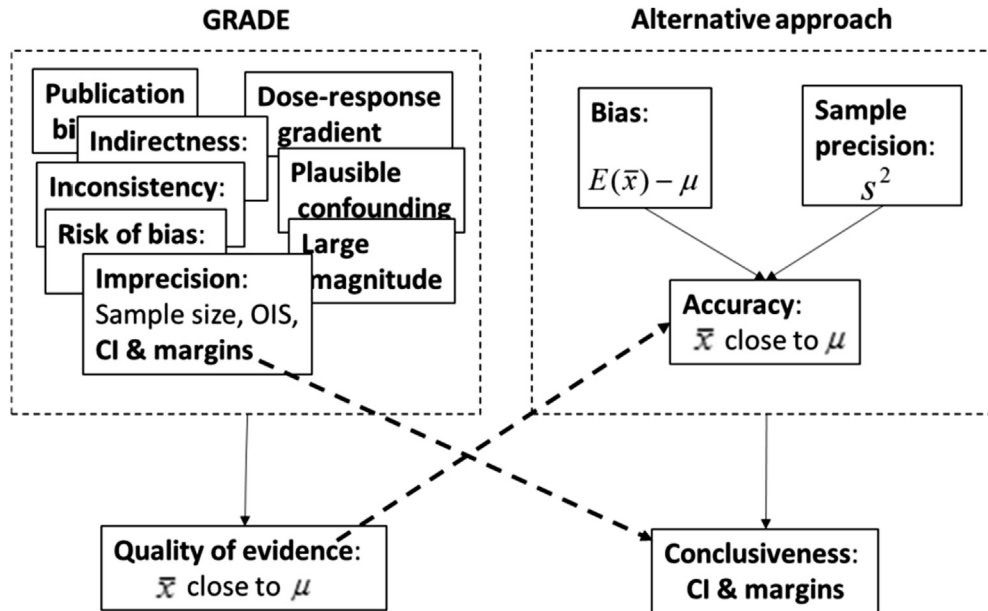 GRADE
Publication
bi
Indirectness:
Inconsistency:
Risk of bias:
Imprecision:
Sample size, OIS,
CI & margins
Dose-response
gradient
Plausible
confounding
Large
magnitude
Quality of evidence:
x̄ close to μ
Alternative approach
Bias:
E(x̄) − μ
Sample
precision:
s²
Accuracy:
x̄ close to μ
Conclusiveness:
CI & margins